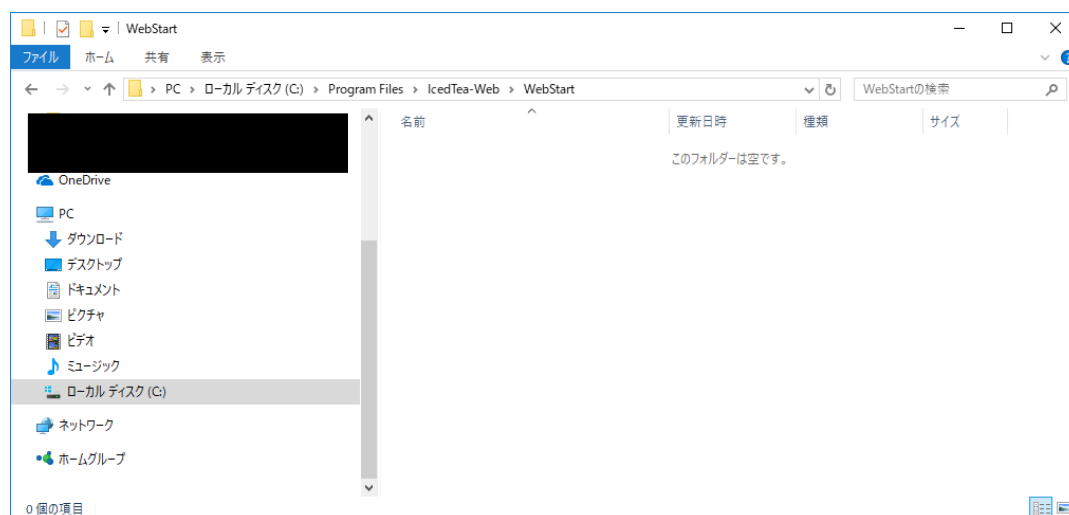 WebStart
ファイル ホーム 共有 表示
PC ローカル ディスク (C:) Program Files IcedTea-Web WebStart WebStartの検索
名前 更新日時 種類 サイズ
このフォルダーは空です。
OneDrive
PC
ダウンロード
デスクトップ
ドキュメント
ピクチャ
ビデオ
ミュージック
ローカル ディスク (C:)
ネットワーク
ホームグループ
0 個の項目